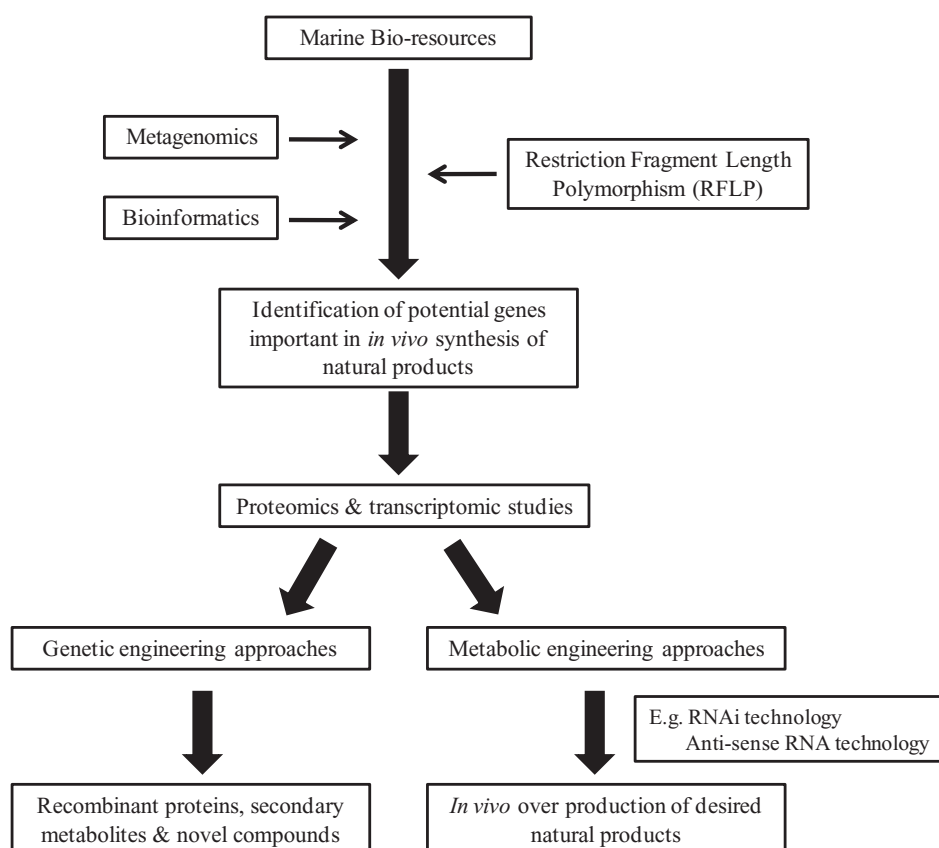 Marine Bio-resources
Metagenomics
Restriction Fragment Length
Polymorphism (RFLP)
Bioinformatics
Identification of potential genes
important in in vivo synthesis of
natural products
Proteomics & transcriptomic studies
Genetic engineering approaches
Metabolic engineering approaches
E.g. RNAi technology
Anti-sense RNA technology
Recombinant proteins, secondary
metabolites & novel compounds
In vivo over production of desired
natural products